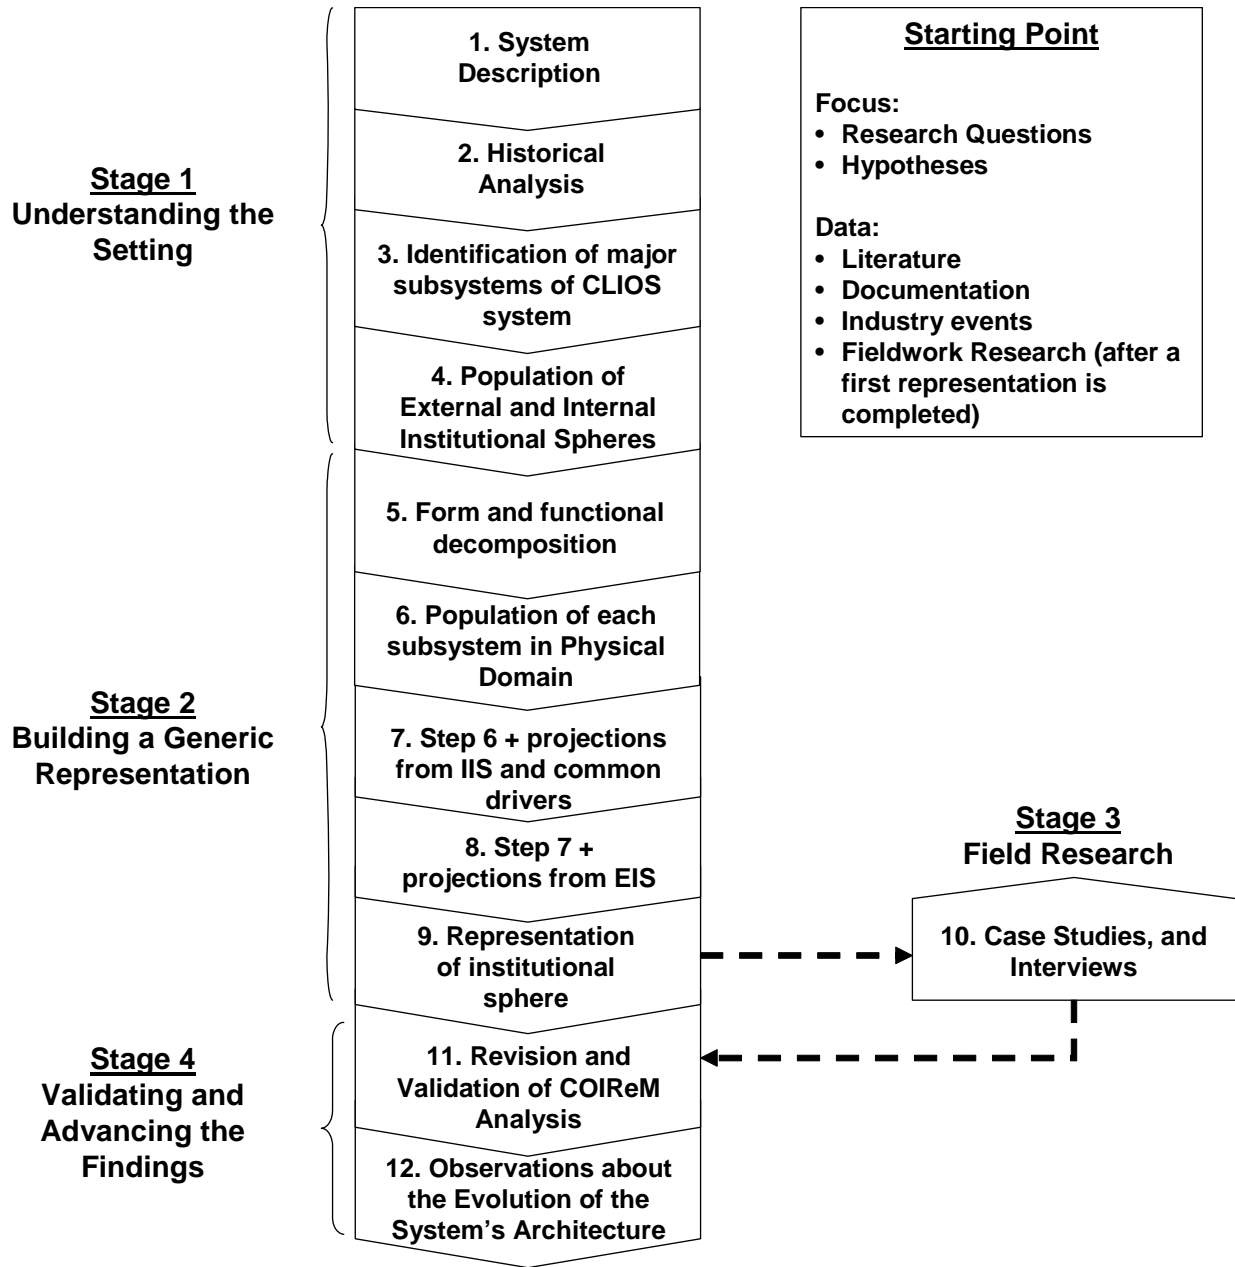 Starting Point
Focus:
• Research Questions
• Hypotheses
Data:
• Literature
• Documentation
• Industry events
• Fieldwork Research (after a
first representation is
completed)
Stage 1
Understanding the
Setting
1. System
Description
2. Historical
Analysis
3. Identification of major
subsystems of CLIOS
system
4. Population of
External and Internal
Institutional Spheres
Stage 2
Building a Generic
Representation
5. Form and functional
decomposition
6. Population of each
subsystem in Physical
Domain
7. Step 6 + projections
from IIS and common
drivers
8. Step 7 +
projections from EIS
9. Representation
of institutional
sphere
Stage 3
Field Research
10. Case Studies, and
Interviews
Stage 4
Validating and
Advancing the
Findings
11. Revision and
Validation of COIReM
Analysis
12. Observations about
the Evolution of the
System's Architecture